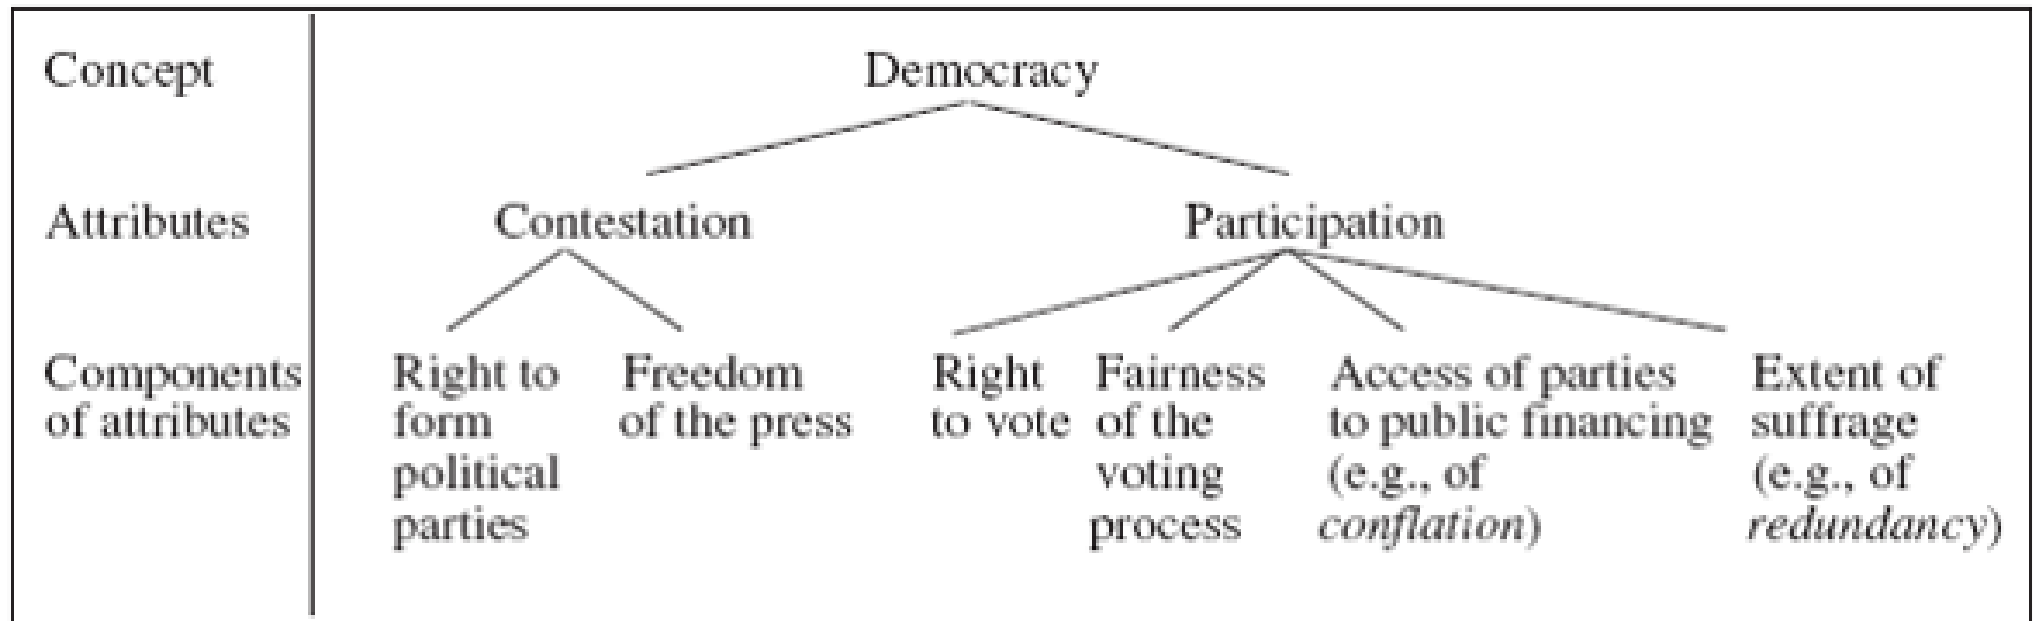 Concept
Democracy
Attributes
Contestation
Participation
Components
of attributes
Right to
form
political
parties
Freedom
of the press
Right
to vote
Fairness
of the
voting
process
Access of parties
to public financing
(e.g., of
conflation)
Extent of
suffrage
(e.g., of
redundancy)